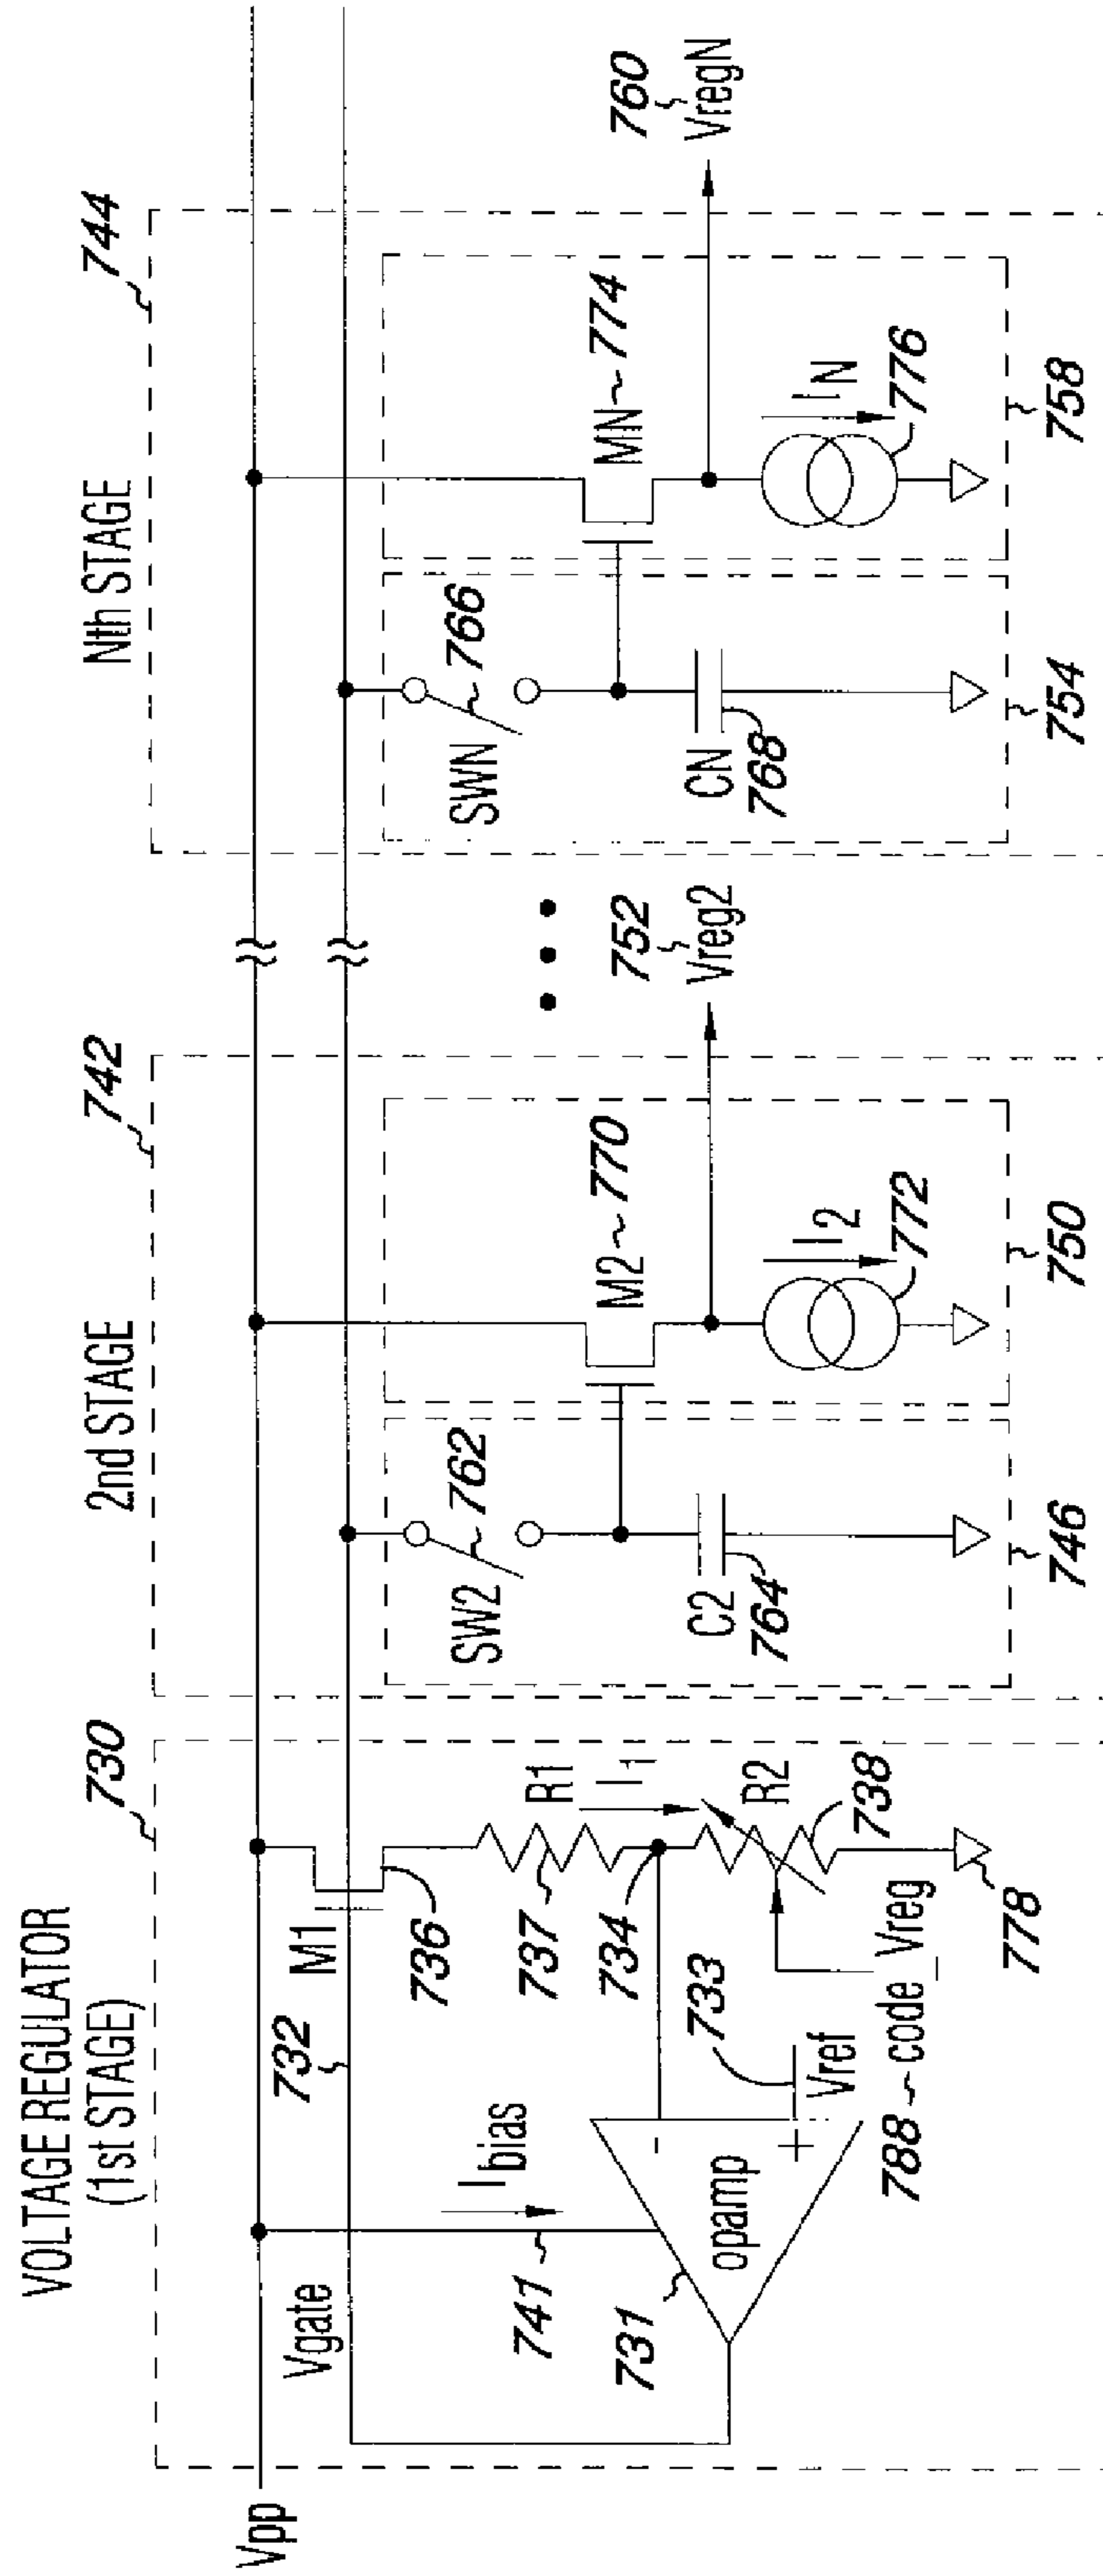 VOLTAGE REGULATOR
(1st STAGE)
730
2nd STAGE
742
Nth STAGE
744
Vpp
Vgate
732
M1
736
741
Ibias
731
opamp
-
+
733
Vref
734
737
R1
I1
R2
738
788
code_Vreg
778
SW2
762
C2
764
746
M2
770
I2
772
750
752
Vreg2
SWN
766
CN
768
754
MN
774
IN
776
758
760
VregN